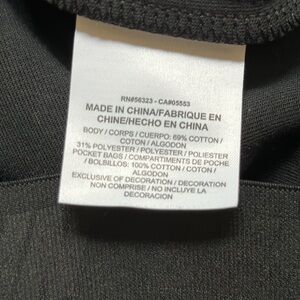 RN#56323 - CA#05553
MADE IN CHINA/FABRIQUE EN
CHINE/HECHO EN CHINA
BODY / CORPS / CUERPO: 69% COTTON /
COTON / ALGODON
31% POLYESTER / POLYESTER / POLIESTER
POCKET BAGS / COMPARTIMENTS DE POCHE
/ BOLSILLOS: 100% COTTON / COTON /
ALGODON
EXCLUSIVE OF DECORATION / DECORATION
NON COMPRISE / NO INCLUYE LA
DECORACION